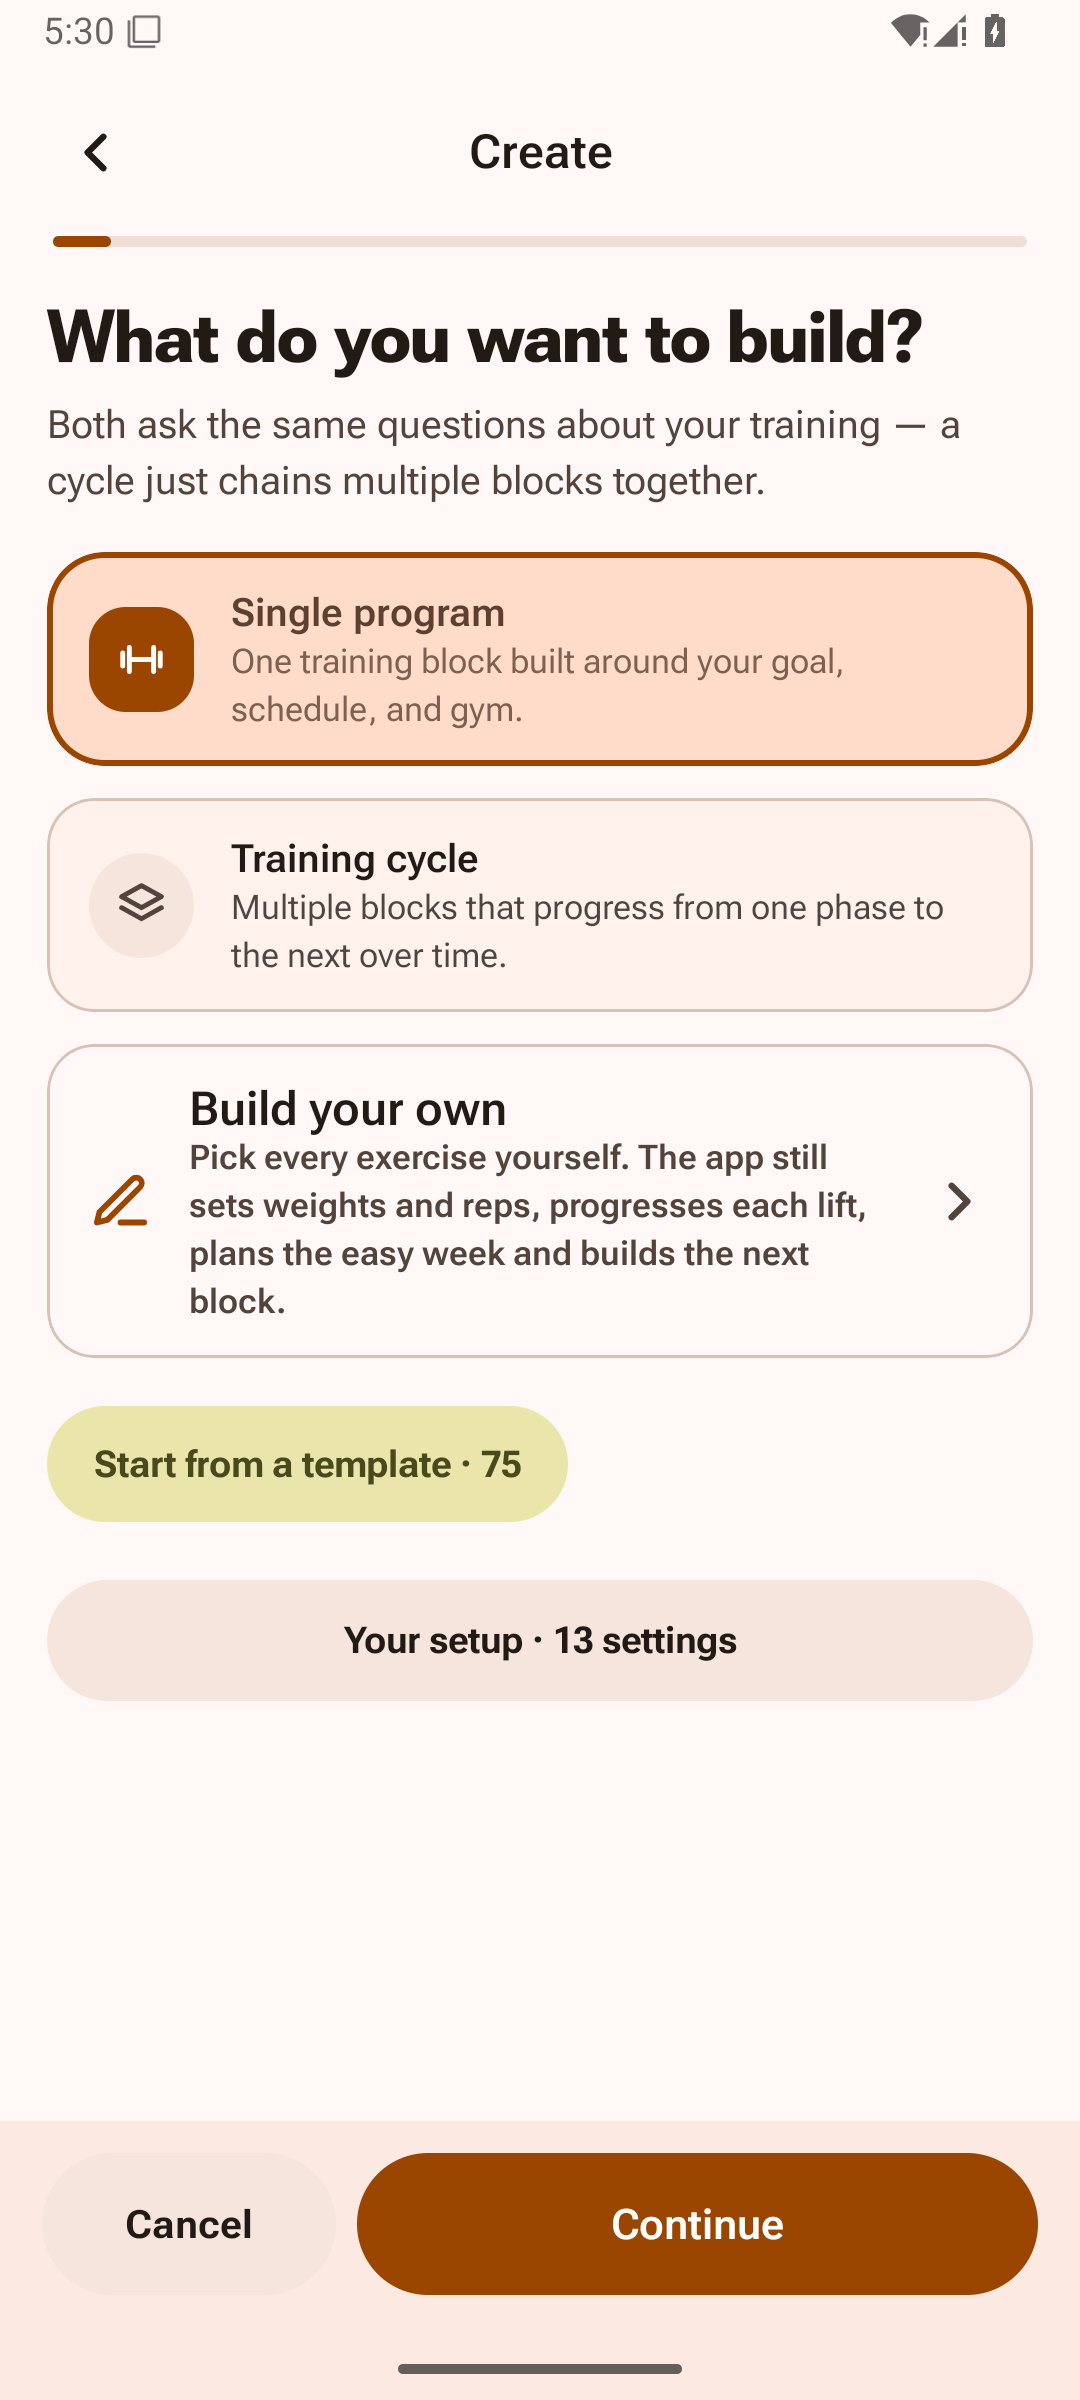 5:30
Create
What do you want to build?
Both ask the same questions about your training — a
cycle just chains multiple blocks together.
Single program
One training block built around your goal,
schedule, and gym.
Training cycle
Multiple blocks that progress from one phase to
the next over time.
Build your own
Pick every exercise yourself. The app still
sets weights and reps, progresses each lift,
plans the easy week and builds the next
block.
Start from a template · 75
Your setup · 13 settings
Cancel
Continue